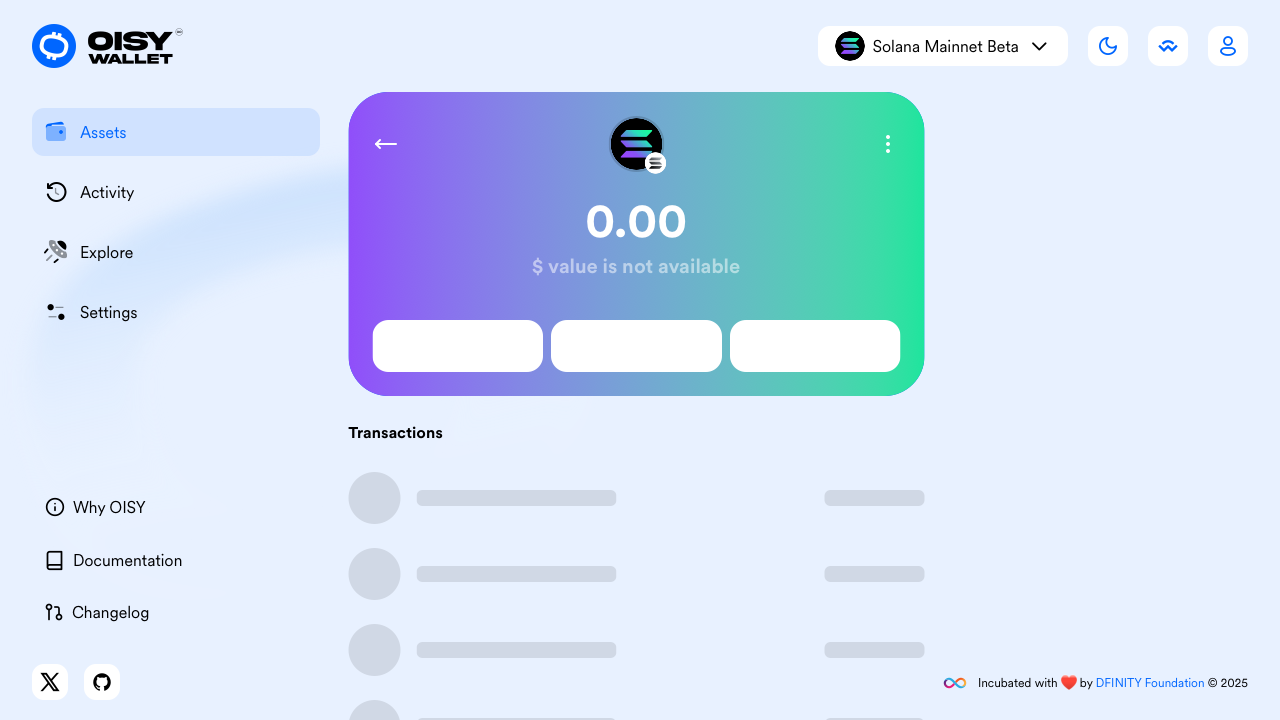 OISY
WALLET
Solana Mainnet Beta
Assets
Activity
Explore
Settings
0.00
$ value is not available
Transactions
Why OISY
Documentation
Changelog
Incubated with ❤️ by DFINITY Foundation © 2025